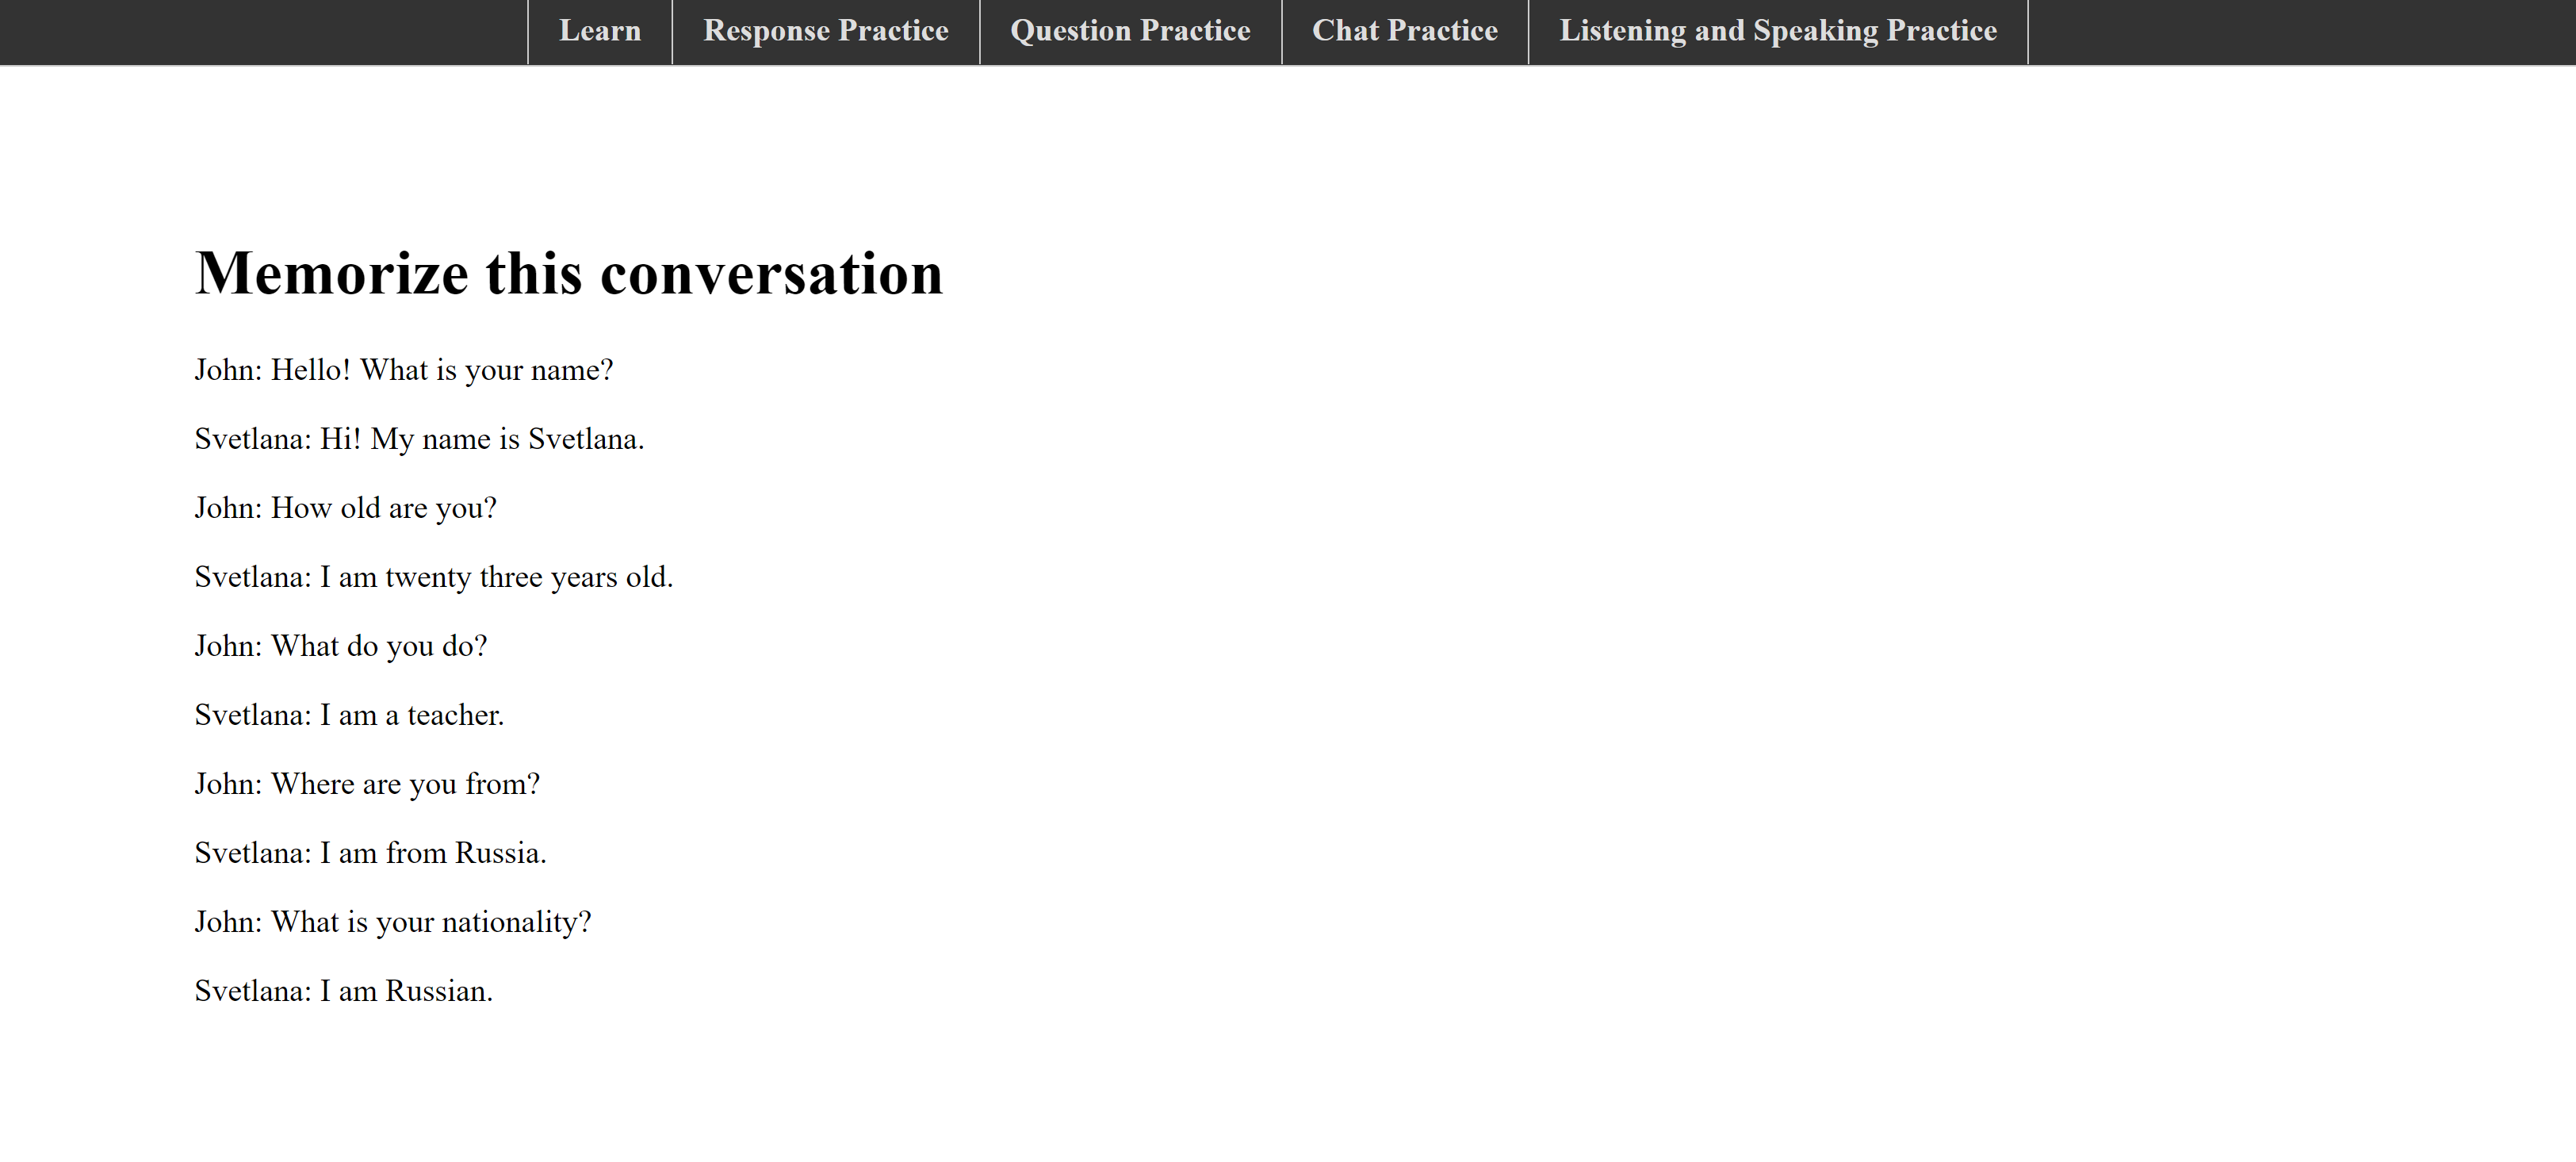 Learn Response Practice Question Practice Chat Practice Listening and Speaking Practice
Memorize this conversation
John: Hello! What is your name?
Svetlana: Hi! My name is Svetlana.
John: How old are you?
Svetlana: I am twenty three years old.
John: What do you do?
Svetlana: I am a teacher.
John: Where are you from?
Svetlana: I am from Russia.
John: What is your nationality?
Svetlana: I am Russian.